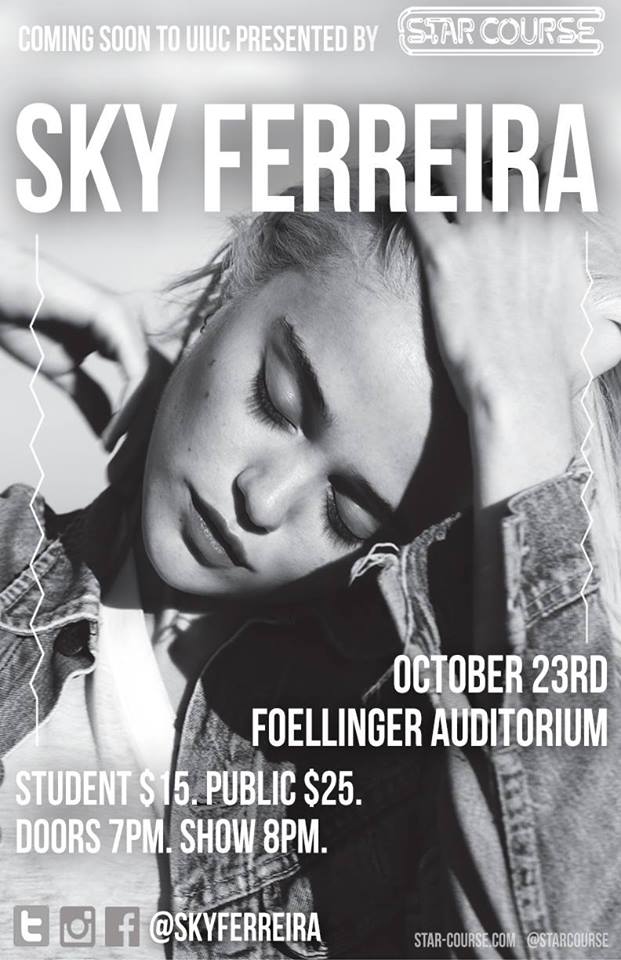 COMING SOON TO UIUC PRESENTED BY STAR COURSE
SKY FERREIRA
OCTOBER 23RD
FOELLINGER AUDITORIUM
STUDENT $15. PUBLIC $25.
DOORS 7PM. SHOW 8PM.
@SKYFERREIRA
STAR-COURSE.COM @STARCOURSE